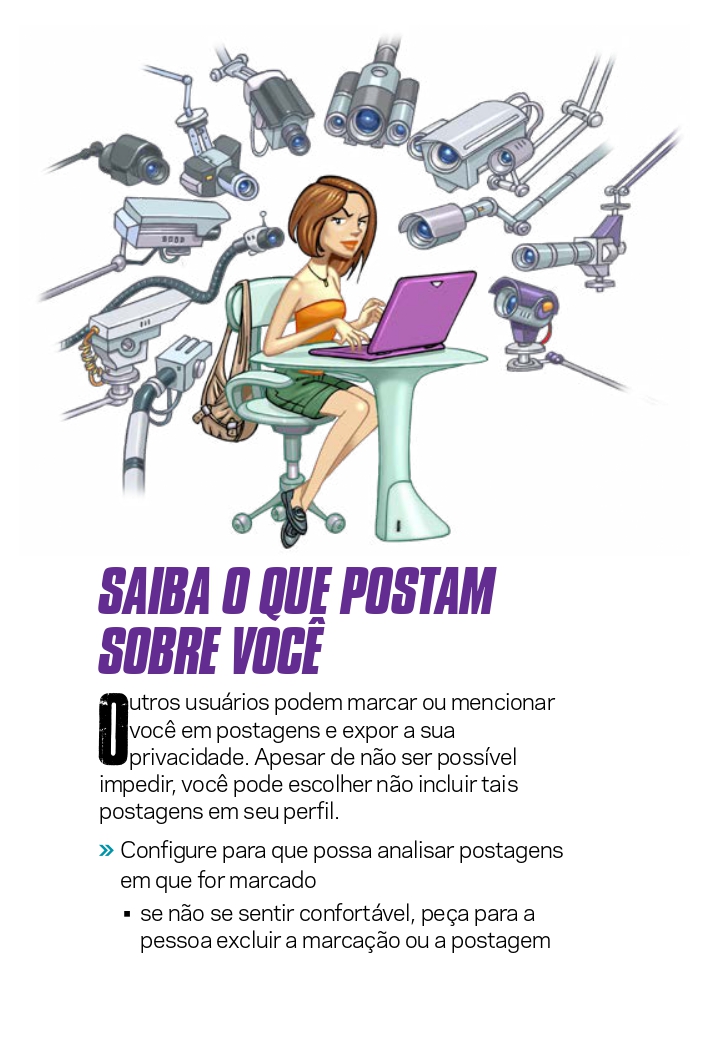 SAIBA O QUE POSTAM
SOBRE VOCÊ
Outros usuários podem marcar ou mencionar
você em postagens e expor a sua
privacidade. Apesar de não ser possível
impedir, você pode escolher não incluir tais
postagens em seu perfil.
» Configure para que possa analisar postagens
em que for marcado
▪ se não se sentir confortável, peça para a
pessoa excluir a marcação ou a postagem